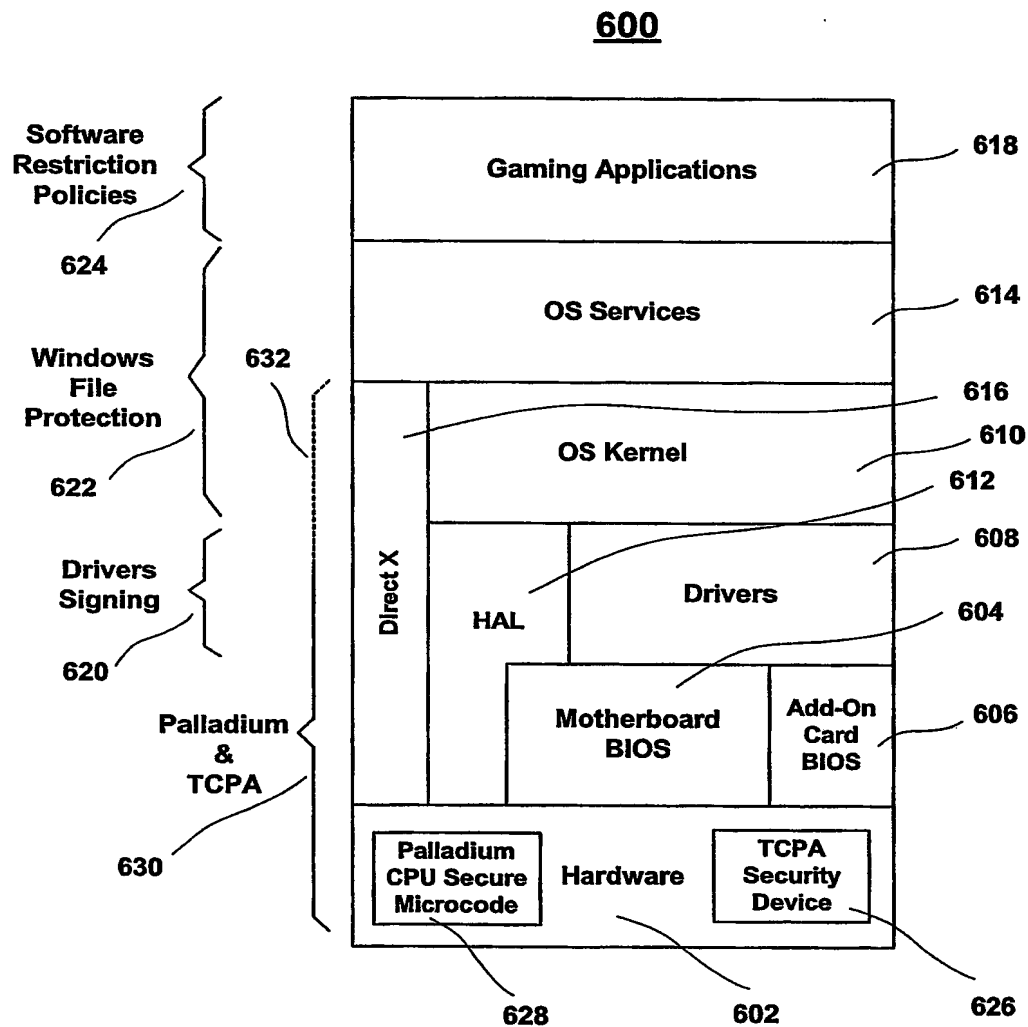 600
Software
Restriction
Policies
624
Gaming Applications
618
OS Services
614
Windows
File
Protection
622
632
616
OS Kernel
610
612
Drivers
Signing
620
Direct X
HAL
Drivers
608
604
Palladium
&
TCPA
630
Motherboard
BIOS
Add-On
Card
BIOS
606
Palladium
CPU Secure
Microcode
Hardware
TCPA
Security
Device
628
602
626